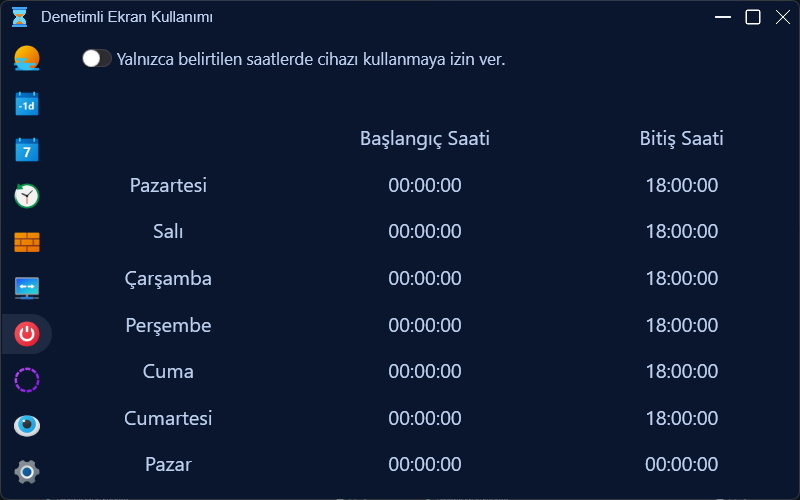 Denetimli Ekran Kullanımı
Yalnızca belirtilen saatlerde cihazı kullanmaya izin ver.
-1d
7
Başlangıç Saati Bitiş Saati
Pazartesi 00:00:00 18:00:00
Salı 00:00:00 18:00:00
Çarşamba 00:00:00 18:00:00
Perşembe 00:00:00 18:00:00
Cuma 00:00:00 18:00:00
Cumartesi 00:00:00 18:00:00
Pazar 00:00:00 00:00:00